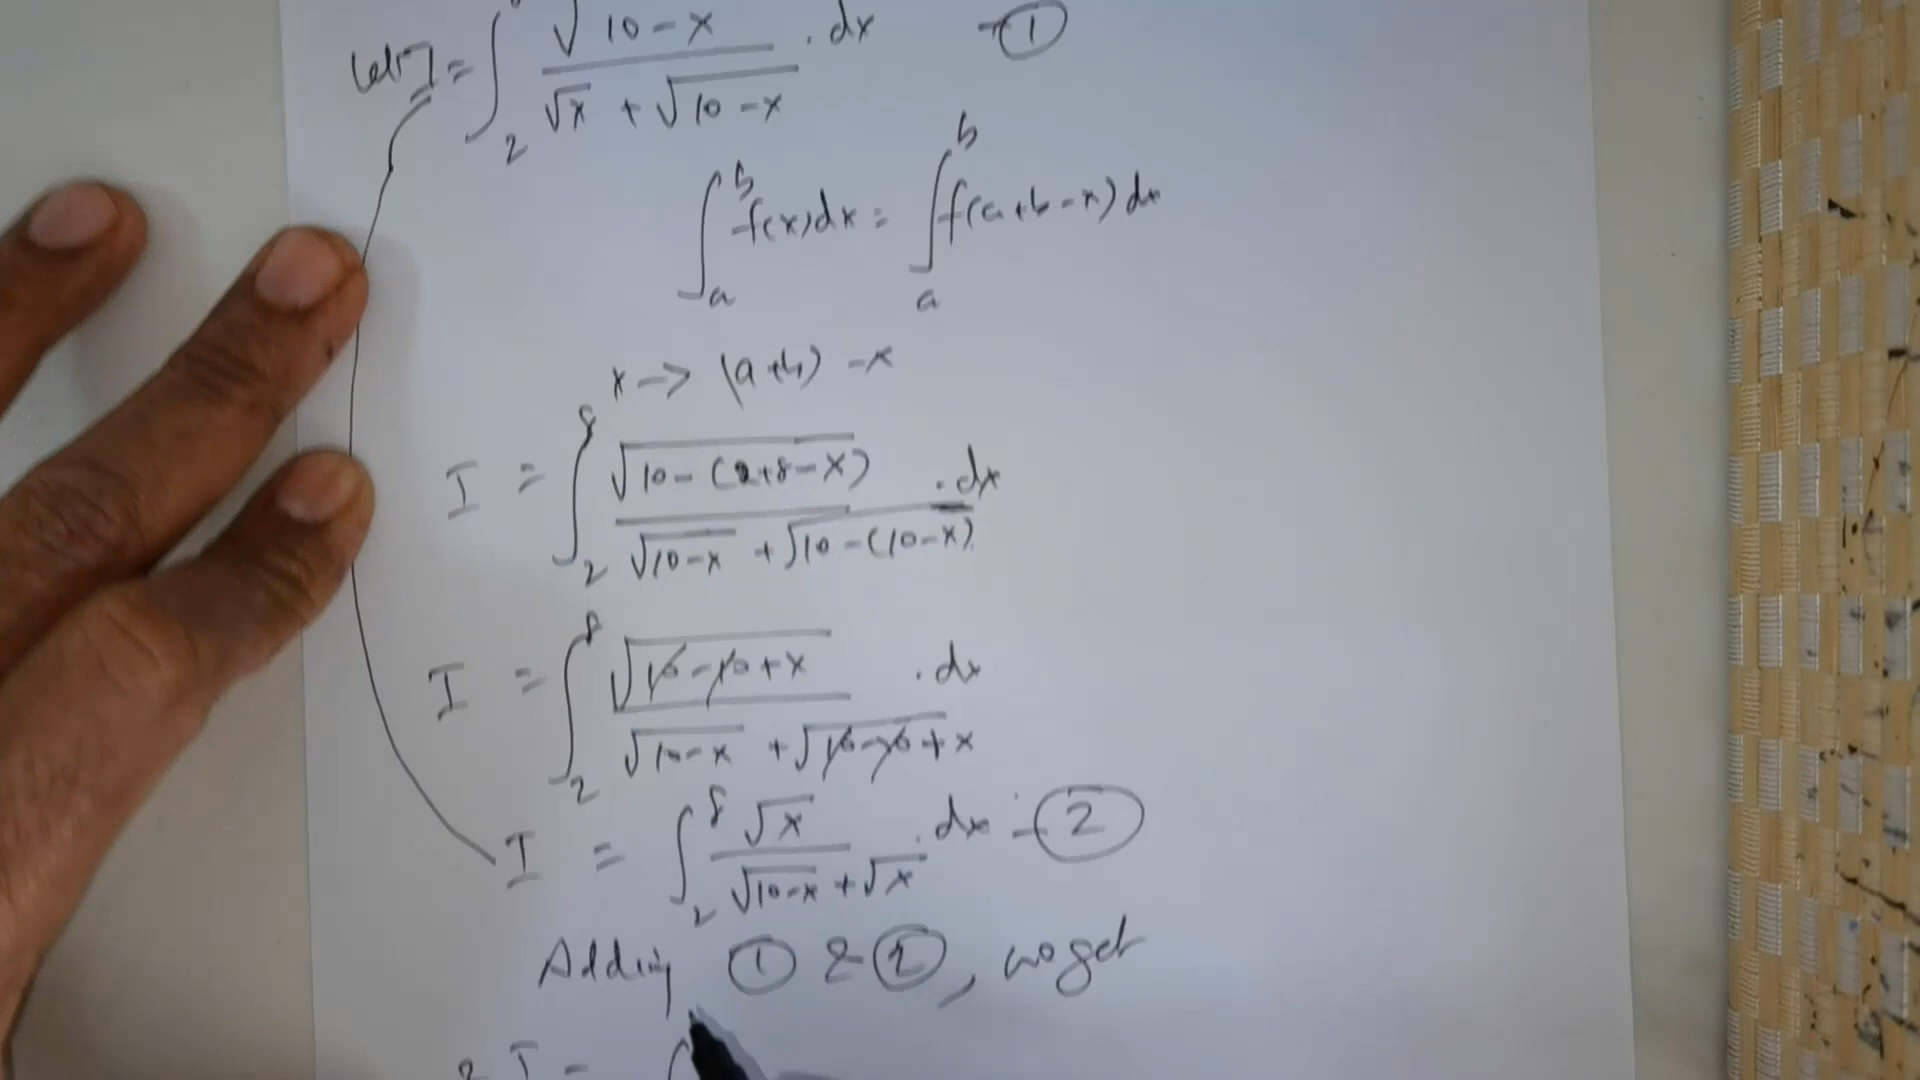 Let I = ∫₂⁸ √(10-x) / (√x + √(10-x)) . dx - ①
∫ₐᵇ f(x)dx = ∫ₐᵇ f(a+b-x) dx
x -> (a+b) -x
I = ∫₂⁸ √(10-(2+8-x)) / (√(10-x) + √(10-(10-x))) . dx
I = ∫₂⁸ √(10-10+x) / (√(10-x) + √(10-10+x)) . dx
I = ∫₂⁸ √x / (√(10-x) + √x) . dx - ②
Adding ① & ②, we get
2I = ∫